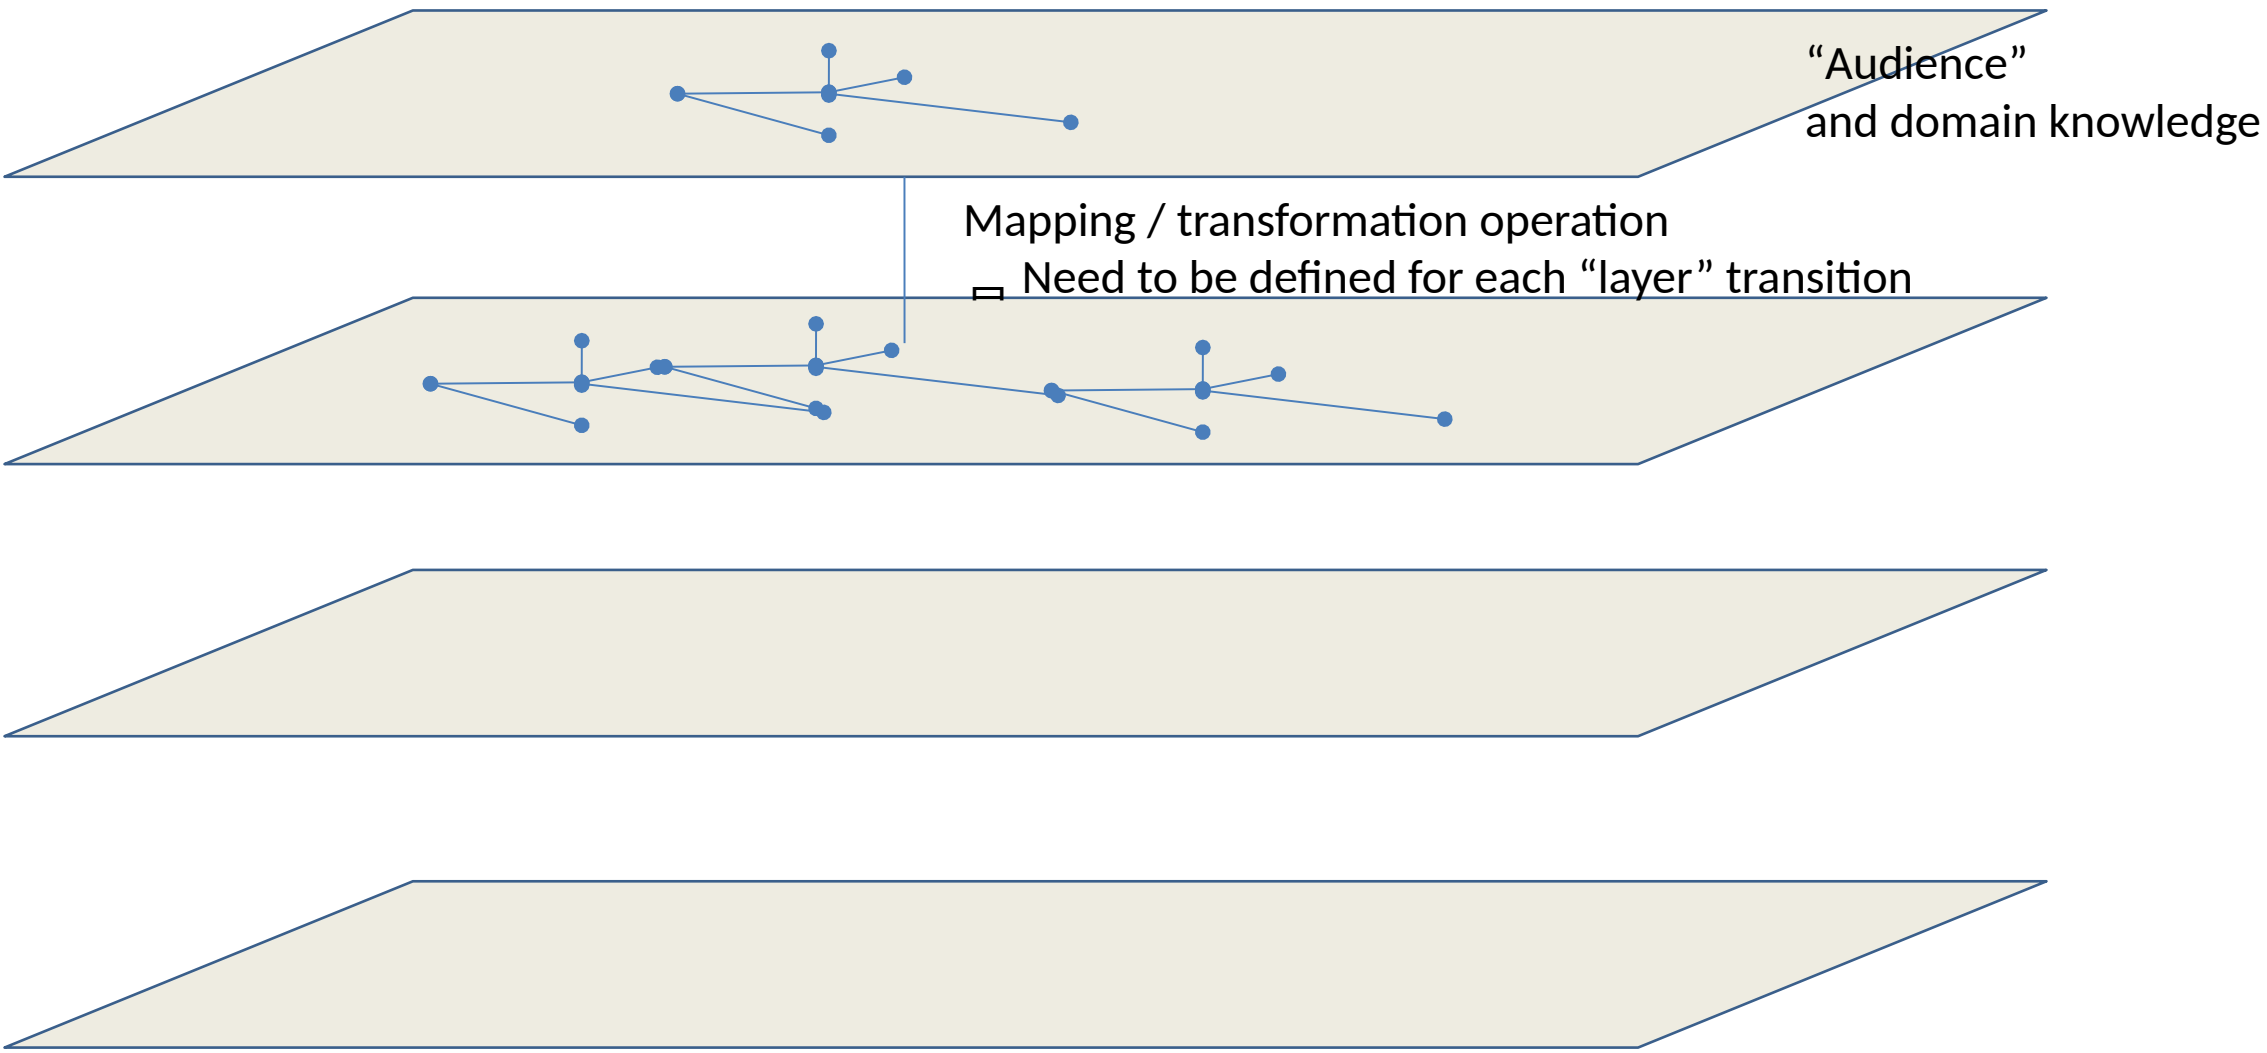 “Audience”
and domain knowledge
Mapping / transformation operation
Need to be defined for each “layer” transition